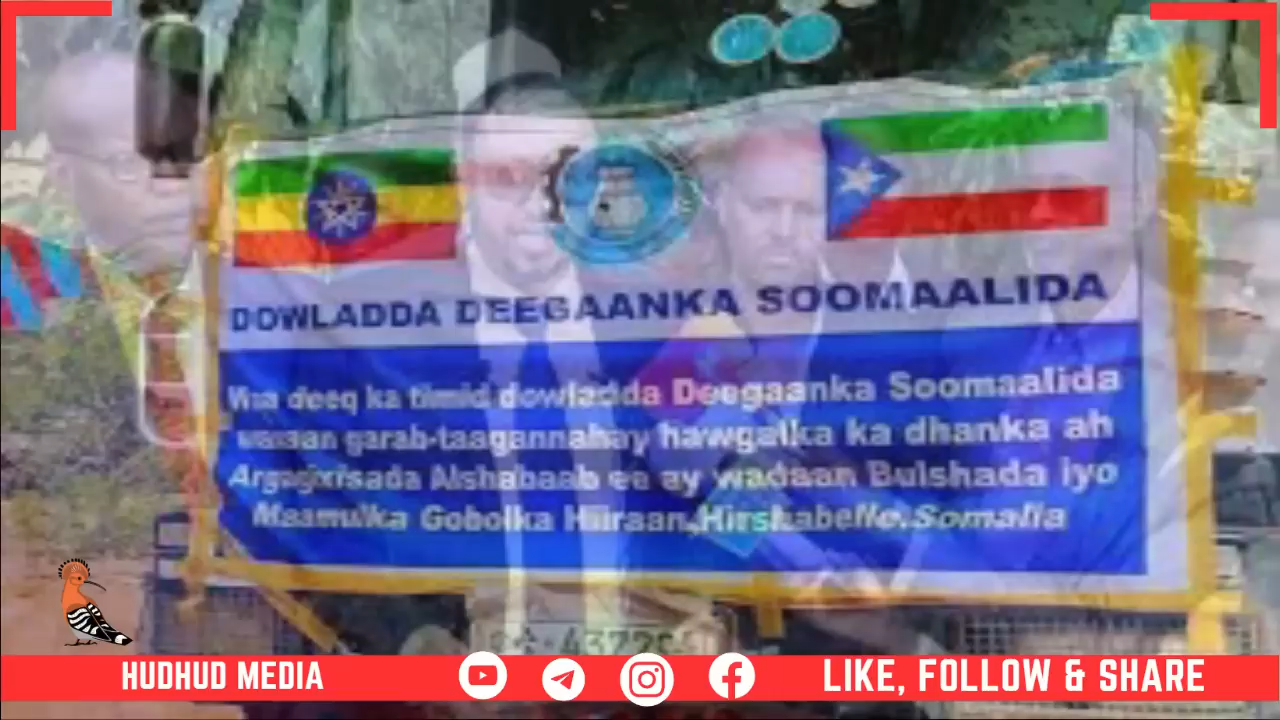 DOWLADDA DEEGAANKA SOOMAALIDA
Waa deeq ka timid dowladda Deegaanka Soomaalida
waxaan garab-taagannahay hawgalka ka dhanka ah
Argagixisada Alshabaab ee ay wadaan Bulshada iyo
Maamulka Gobolka Hiiraan, Hirshabelle, Somalia
HUDHUD MEDIA
LIKE, FOLLOW & SHARE